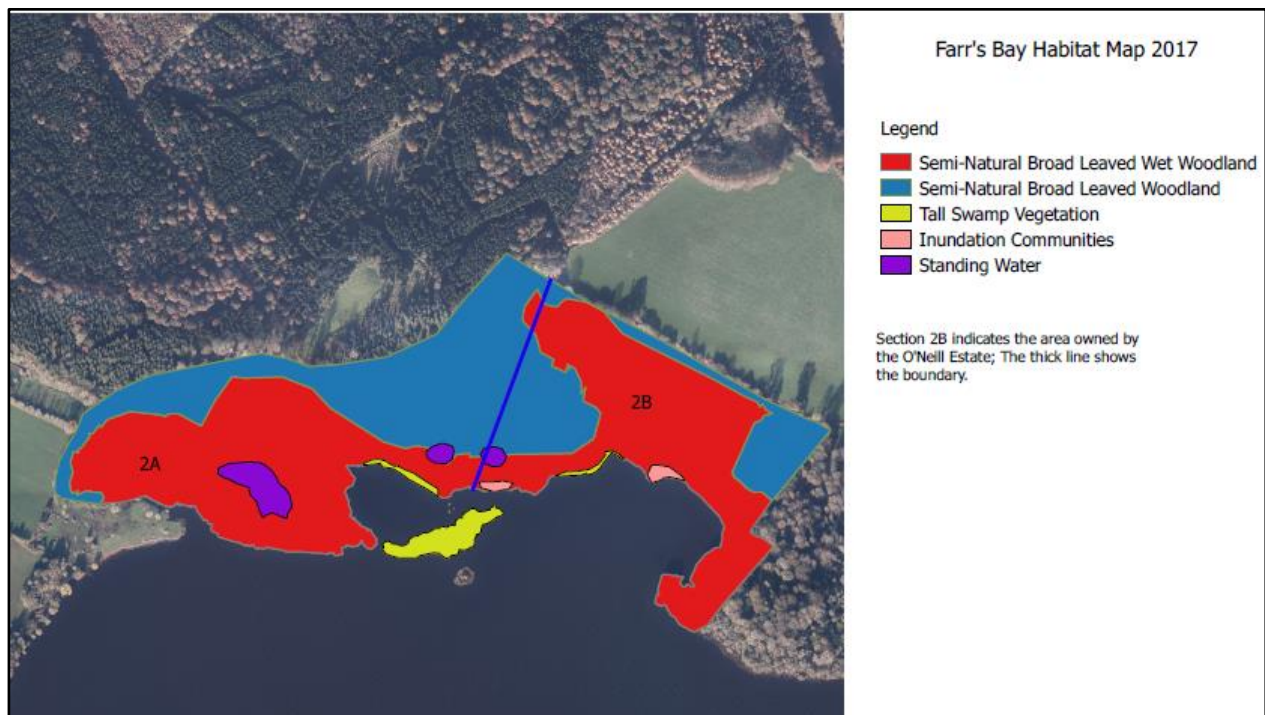 Farr's Bay Habitat Map 2017
Legend
Semi-Natural Broad Leaved Wet Woodland
Semi-Natural Broad Leaved Woodland
Tall Swamp Vegetation
Inundation Communities
Standing Water
Section 2B indicates the area owned by
the O'Neill Estate; The thick line shows
the boundary.
2B
2A